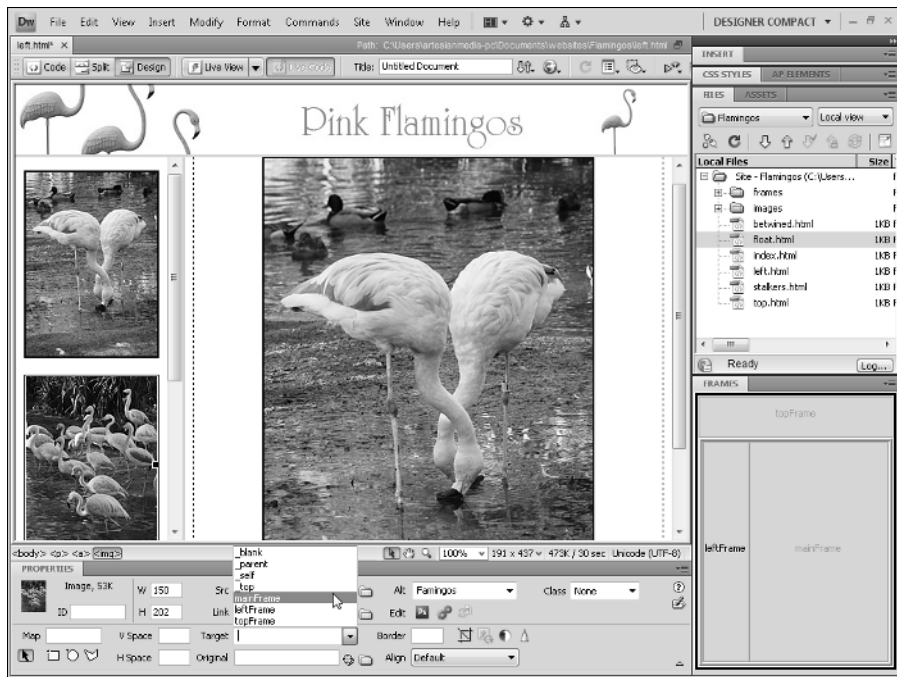 Dw File Edit View Insert Modify Format Commands Site Window Help DESIGNER COMPACT
left.html* × Path: C:\Users\artesianmedia-pc\Documents\websites\Flamingos\left.html
Code Split Design Live View Live Code Title: Untitled Document
Pink Flamingos
INSERT
CSS STYLES AP ELEMENTS
FILES ASSETS
Flamingos Local view
Local Files Size
Site - Flamingos (C:\Users...
frames
images
betwined.html 1KB F
float.html 1KB F
index.html 1KB F
left.html 1KB F
stalkers.html 1KB F
top.html 1KB F
Ready Log...
FRAMES
topFrame
leftFrame mainFrame
<body> <p> <a> <img> 100% 191 x 437 473K / 30 sec Unicode (UTF-8)
PROPERTIES
_blank
_parent
_self
_top
mainFrame
leftFrame
topFrame
Image, 53K W 150 Src Alt Famingos Class None
ID H 202 Link Edit
Map V Space Target Border
H Space Original Align Default